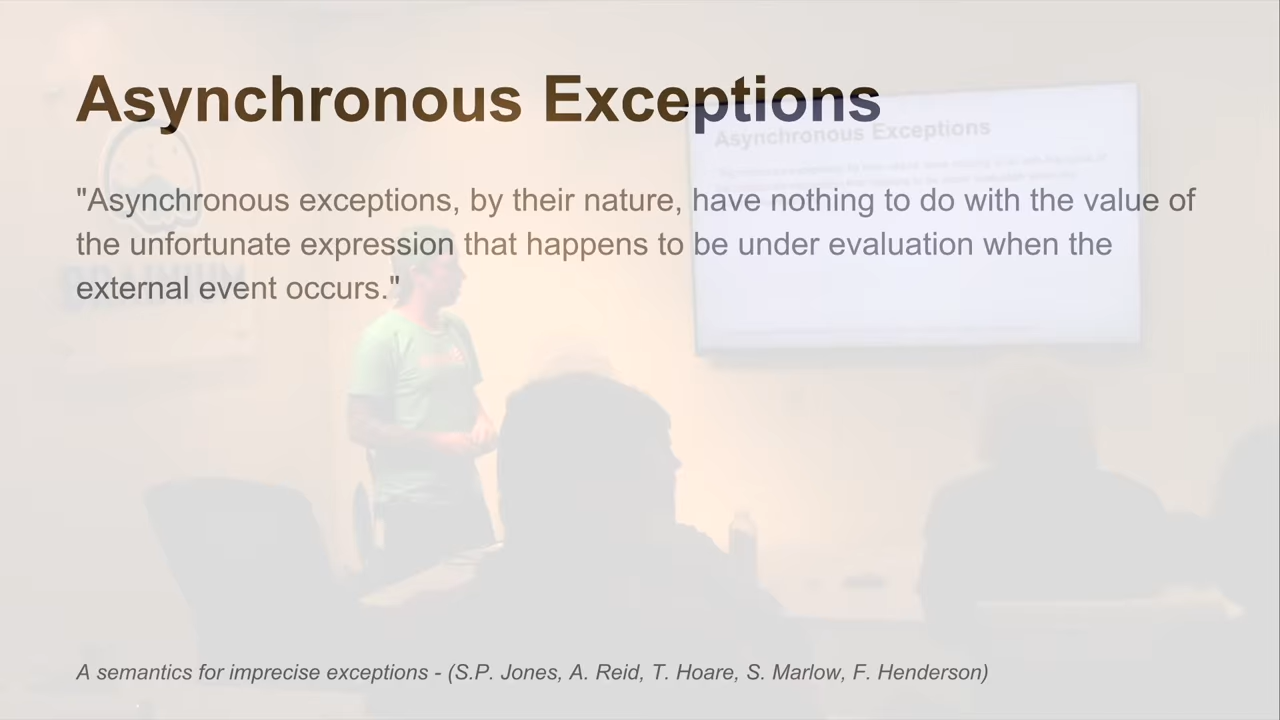 Asynchronous Exceptions
"Asynchronous exceptions, by their nature, have nothing to do with the value of
the unfortunate expression that happens to be under evaluation when the
external event occurs."
Asynchronous Exceptions
A semantics for imprecise exceptions - (S.P. Jones, A. Reid, T. Hoare, S. Marlow, F. Henderson)